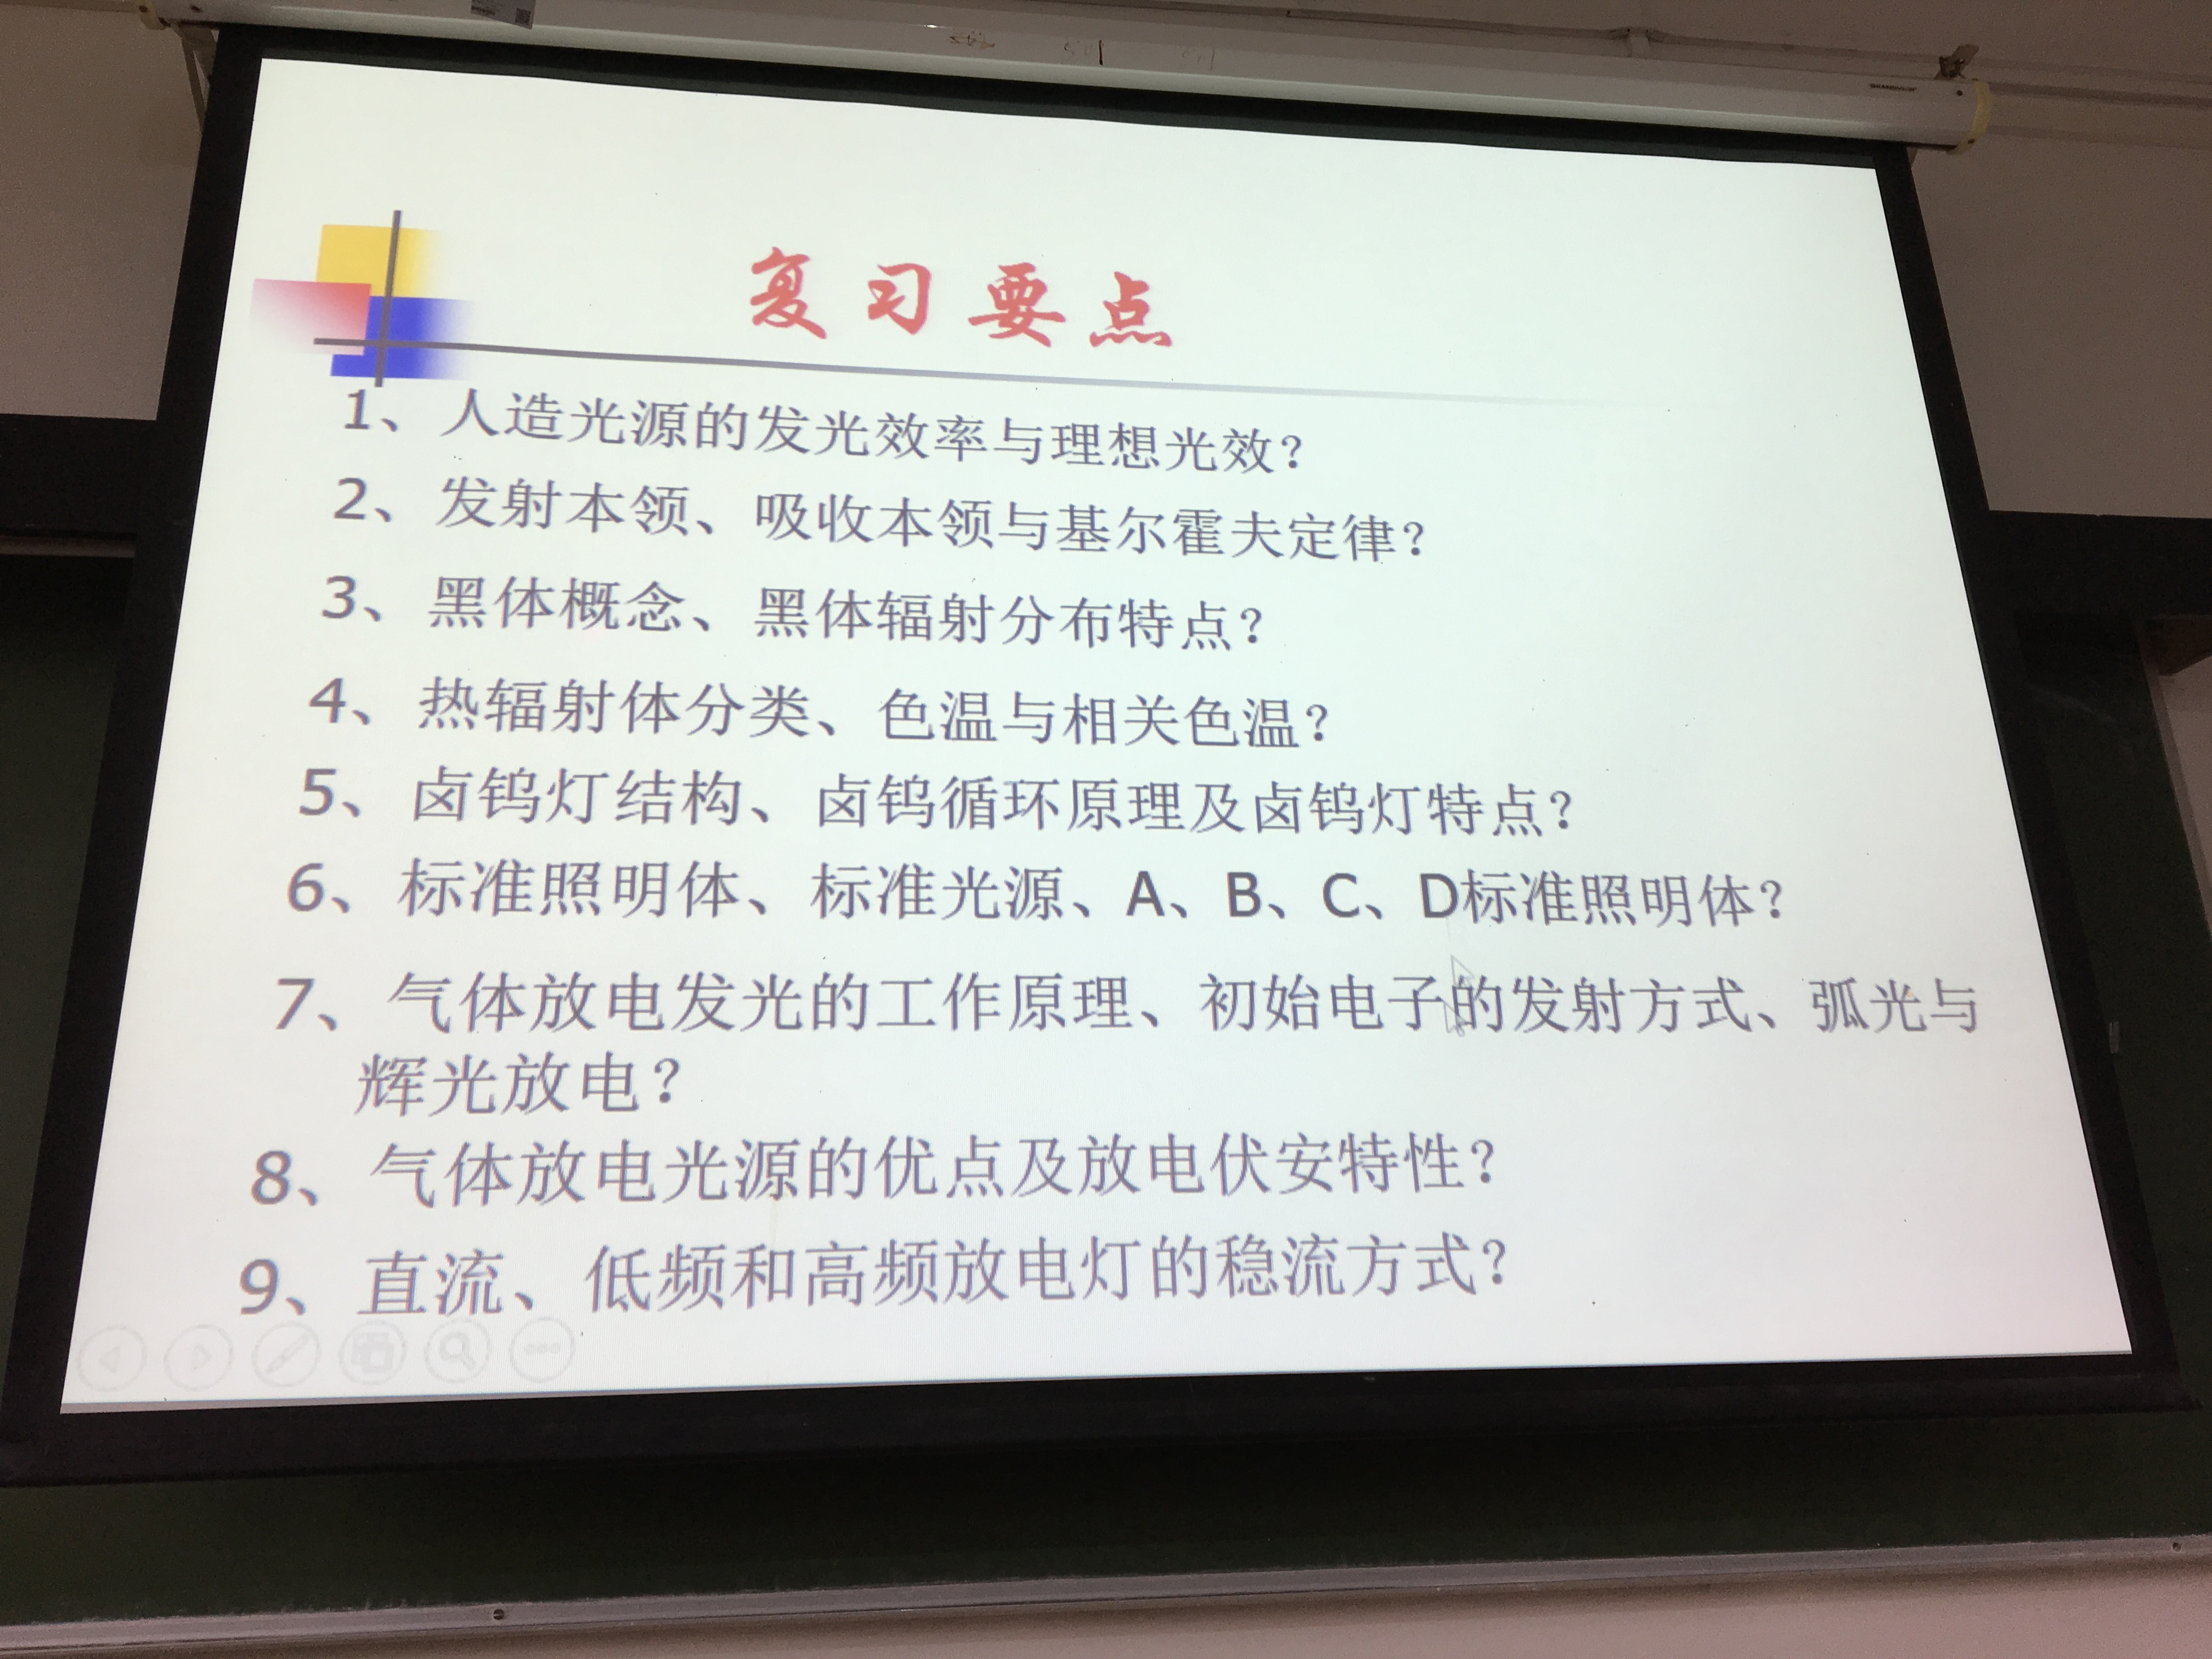 复习要点
1、人造光源的发光效率与理想光效?
2、发射本领、吸收本领与基尔霍夫定律?
3、黑体概念、黑体辐射分布特点?
4、热辐射体分类、色温与相关色温?
5、卤钨灯结构、卤钨循环原理及卤钨灯特点?
6、标准照明体、标准光源、A、B、C、D标准照明体?
7、气体放电发光的工作原理、初始电子的发射方式、弧光与
辉光放电?
8、气体放电光源的优点及放电伏安特性?
9、直流、低频和高频放电灯的稳流方式?